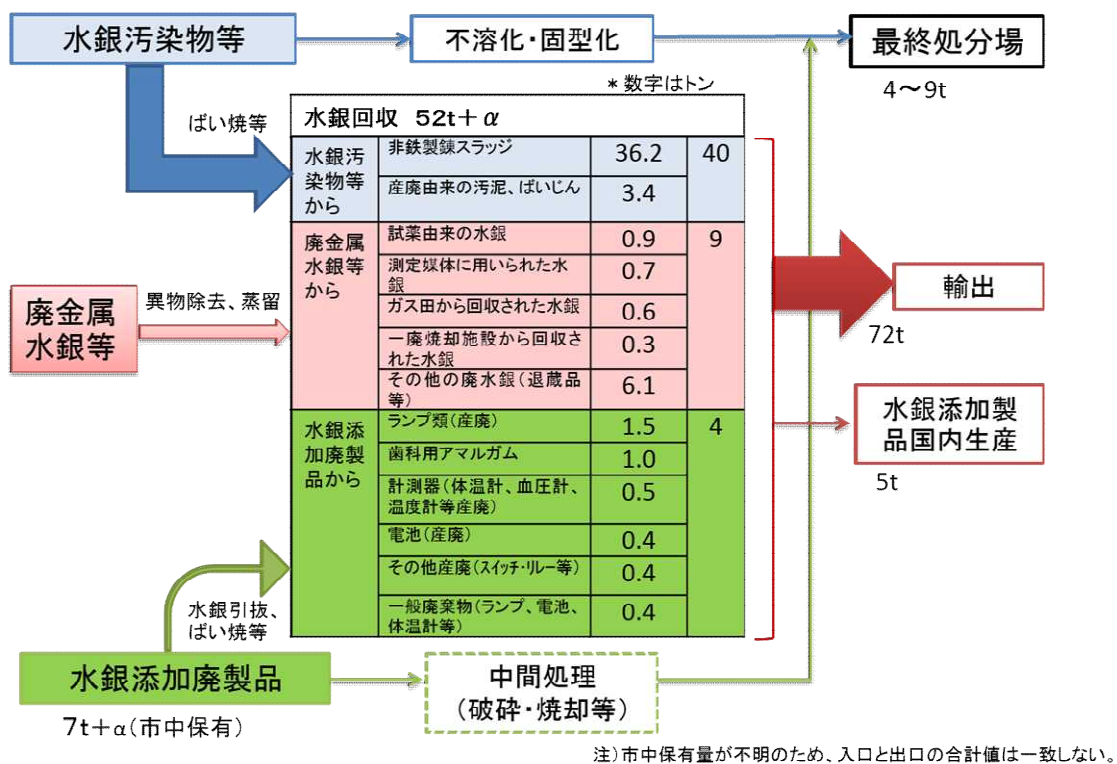 水銀汚染物等
不溶化・固型化
最終処分場
4～9t
＊数字はトン
ばい焼等
水銀回収 52t＋α
水銀汚
染物等
から
非鉄製錬スラッジ
36.2
40
産廃由来の汚泥、ばいじん
3.4
廃金属
水銀等
から
試薬由来の水銀
0.9
9
測定媒体に用いられた水
銀
0.7
ガス田から回収された水銀
0.6
一廃焼却施設から回収さ
れた水銀
0.3
その他の廃水銀（退蔵品
等）
6.1
水銀添
加廃製
品から
ランプ類（産廃）
1.5
4
歯科用アマルガム
1.0
計測器（体温計、血圧計、
温度計等産廃）
0.5
電池（産廃）
0.4
その他産廃（スイッチ・リレー等）
0.4
一般廃棄物（ランプ、電池、
体温計等）
0.4
廃金属
水銀等
異物除去、蒸留
輸出
72t
水銀添加製
品国内生産
5t
水銀引抜、
ばい焼等
水銀添加廃製品
7t＋α（市中保有）
中間処理
（破砕・焼却等）
注）市中保有量が不明のため、入口と出口の合計値は一致しない。